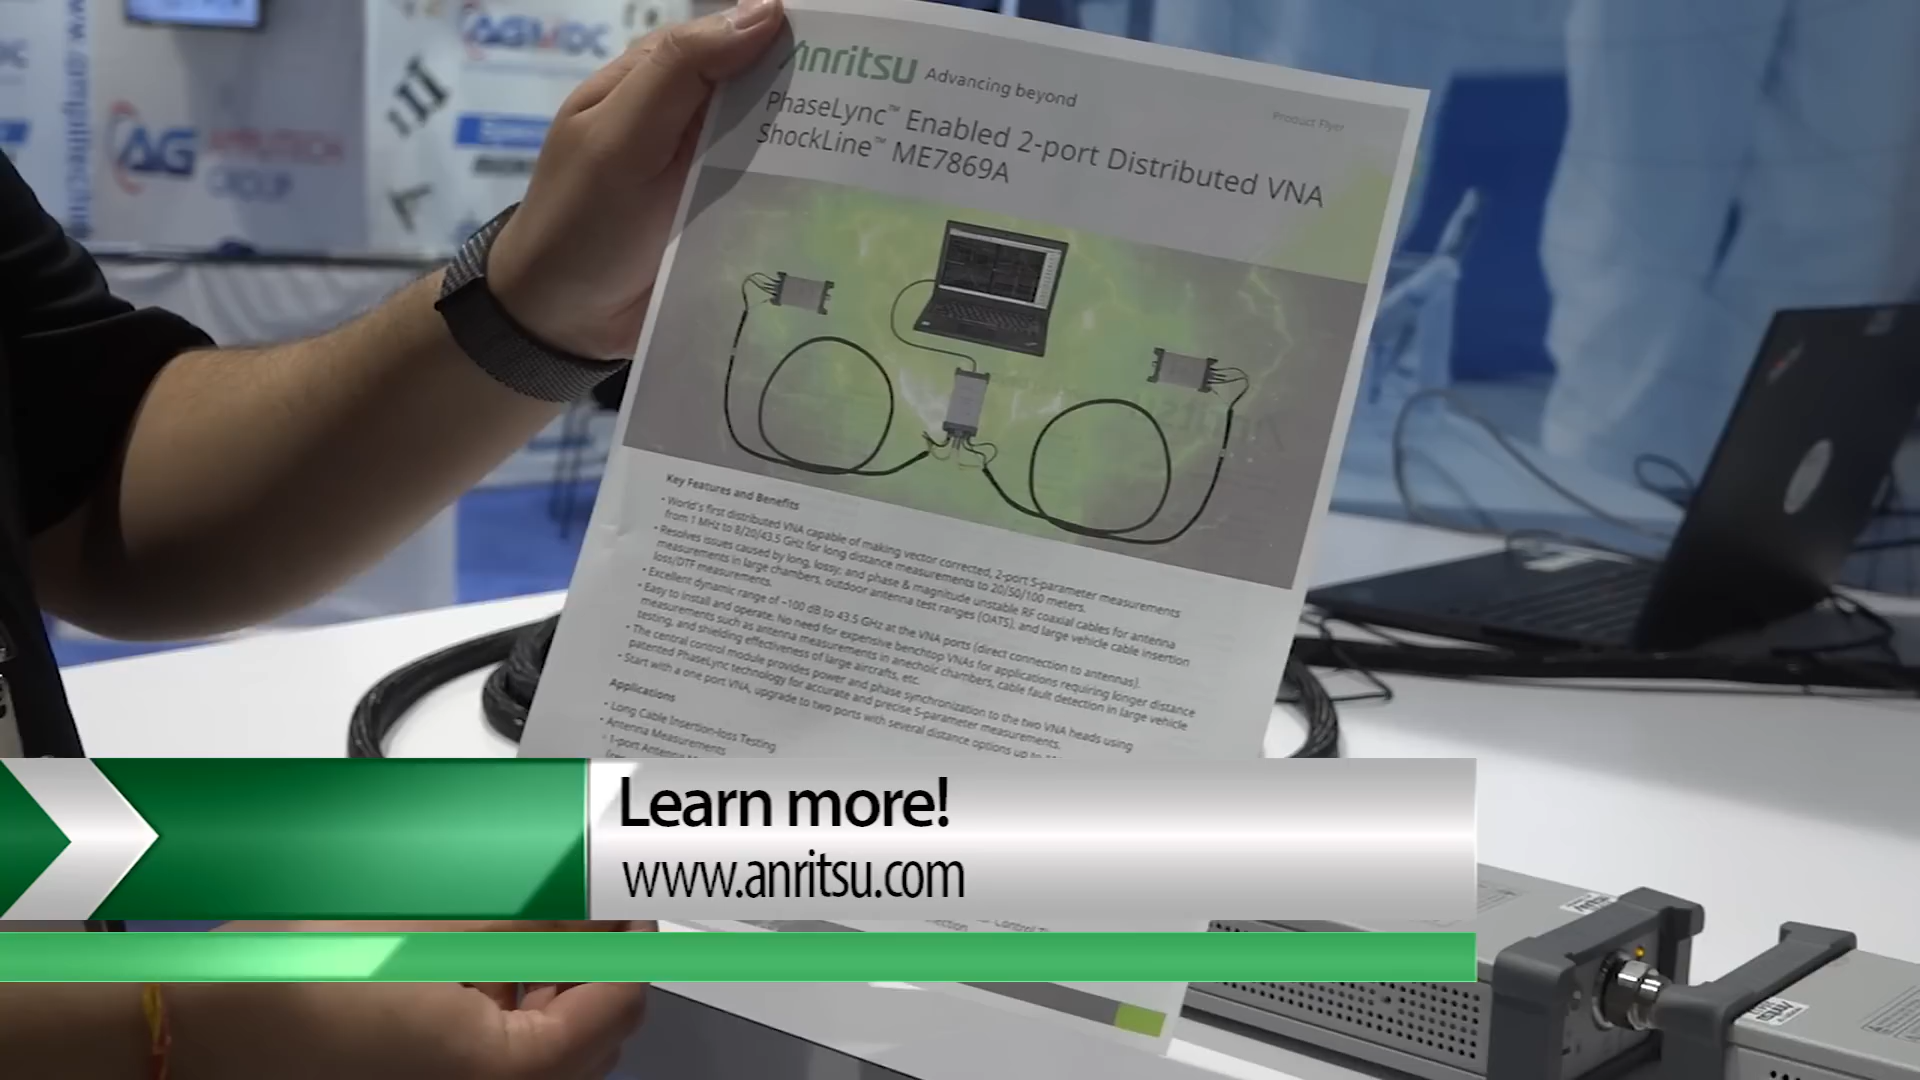 Anritsu Advancing beyond
Product Flyer
PhaseLync™ Enabled 2-port Distributed VNA
ShockLine™ ME7869A
Key Features and Benefits
• World's first distributed VNA capable of making vector corrected, 2-port S-parameter measurements
from 1 MHz to 8/20/43.5 GHz for long distance measurements to 20/50/100 meters.
• Resolves issues caused by long, lossy, and phase & magnitude unstable RF coaxial cables for antenna
measurements in large chambers, outdoor antenna test ranges (OATS), and large vehicle cable insertion
loss/DTF measurements.
• Excellent dynamic range of ~100 dB to 43.5 GHz at the VNA ports (direct connection to antennas).
• Easy to install and operate: No need for expensive benchtop VNAs for applications requiring longer distance
measurements such as antenna measurements in anechoic chambers, cable fault detection in large vehicle
testing, and shielding effectiveness of large aircrafts, etc.
• The central control module provides power and phase synchronization to the two VNA heads using
patented PhaseLync technology for accurate and precise S-parameter measurements.
• Start with a one port VNA, upgrade to two ports with several distance options up to
Applications
• Long Cable Insertion-loss Testing
• Antenna Measurements
• 1-port Antenna
Learn more!
www.anritsu.com
AG
GROUP